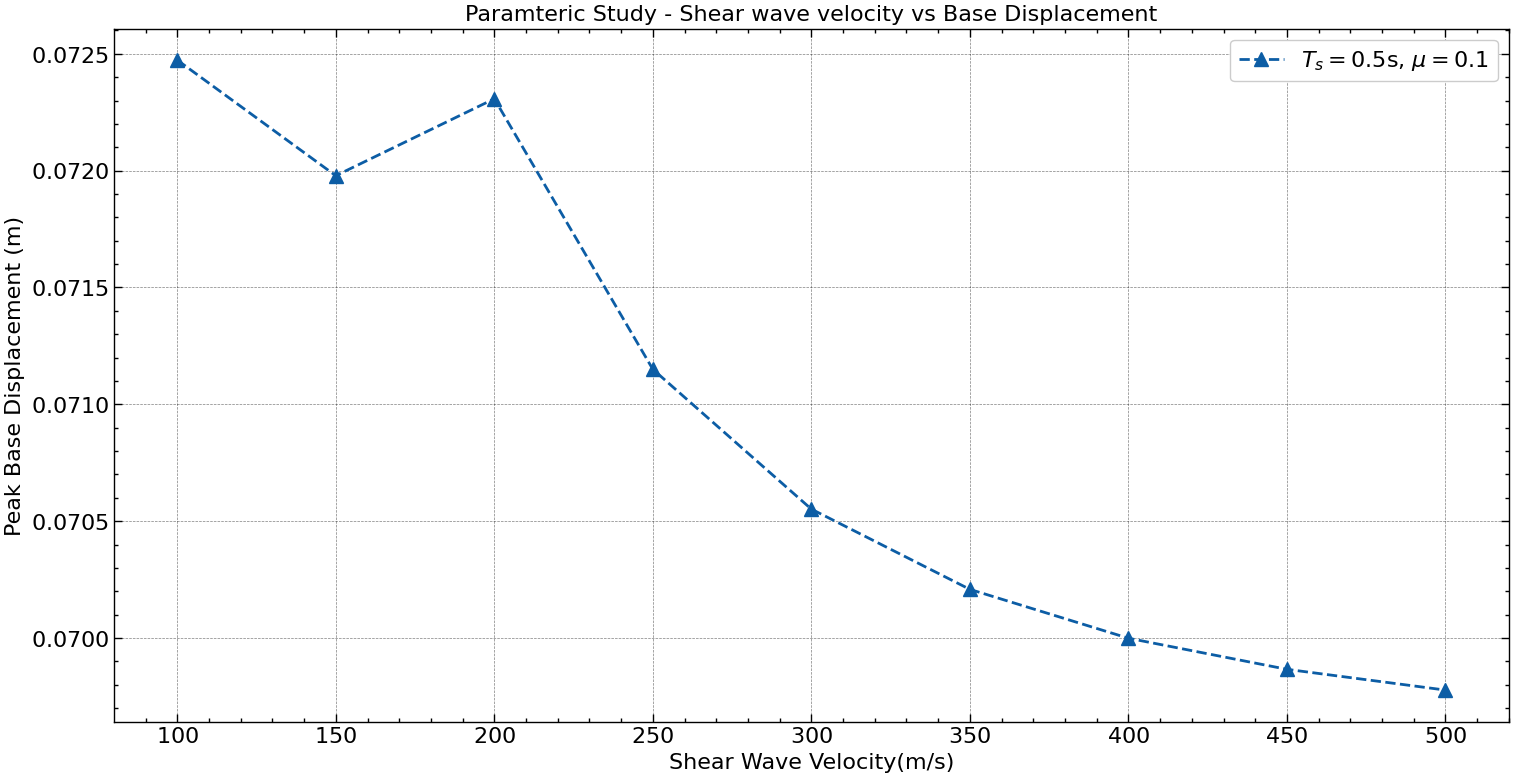 Paramteric Study - Shear wave velocity vs Base Displacement
T_s = 0.5s, μ = 0.1
Peak Base Displacement (m)
0.0725
0.0720
0.0715
0.0710
0.0705
0.0700
100 150 200 250 300 350 400 450 500
Shear Wave Velocity(m/s)